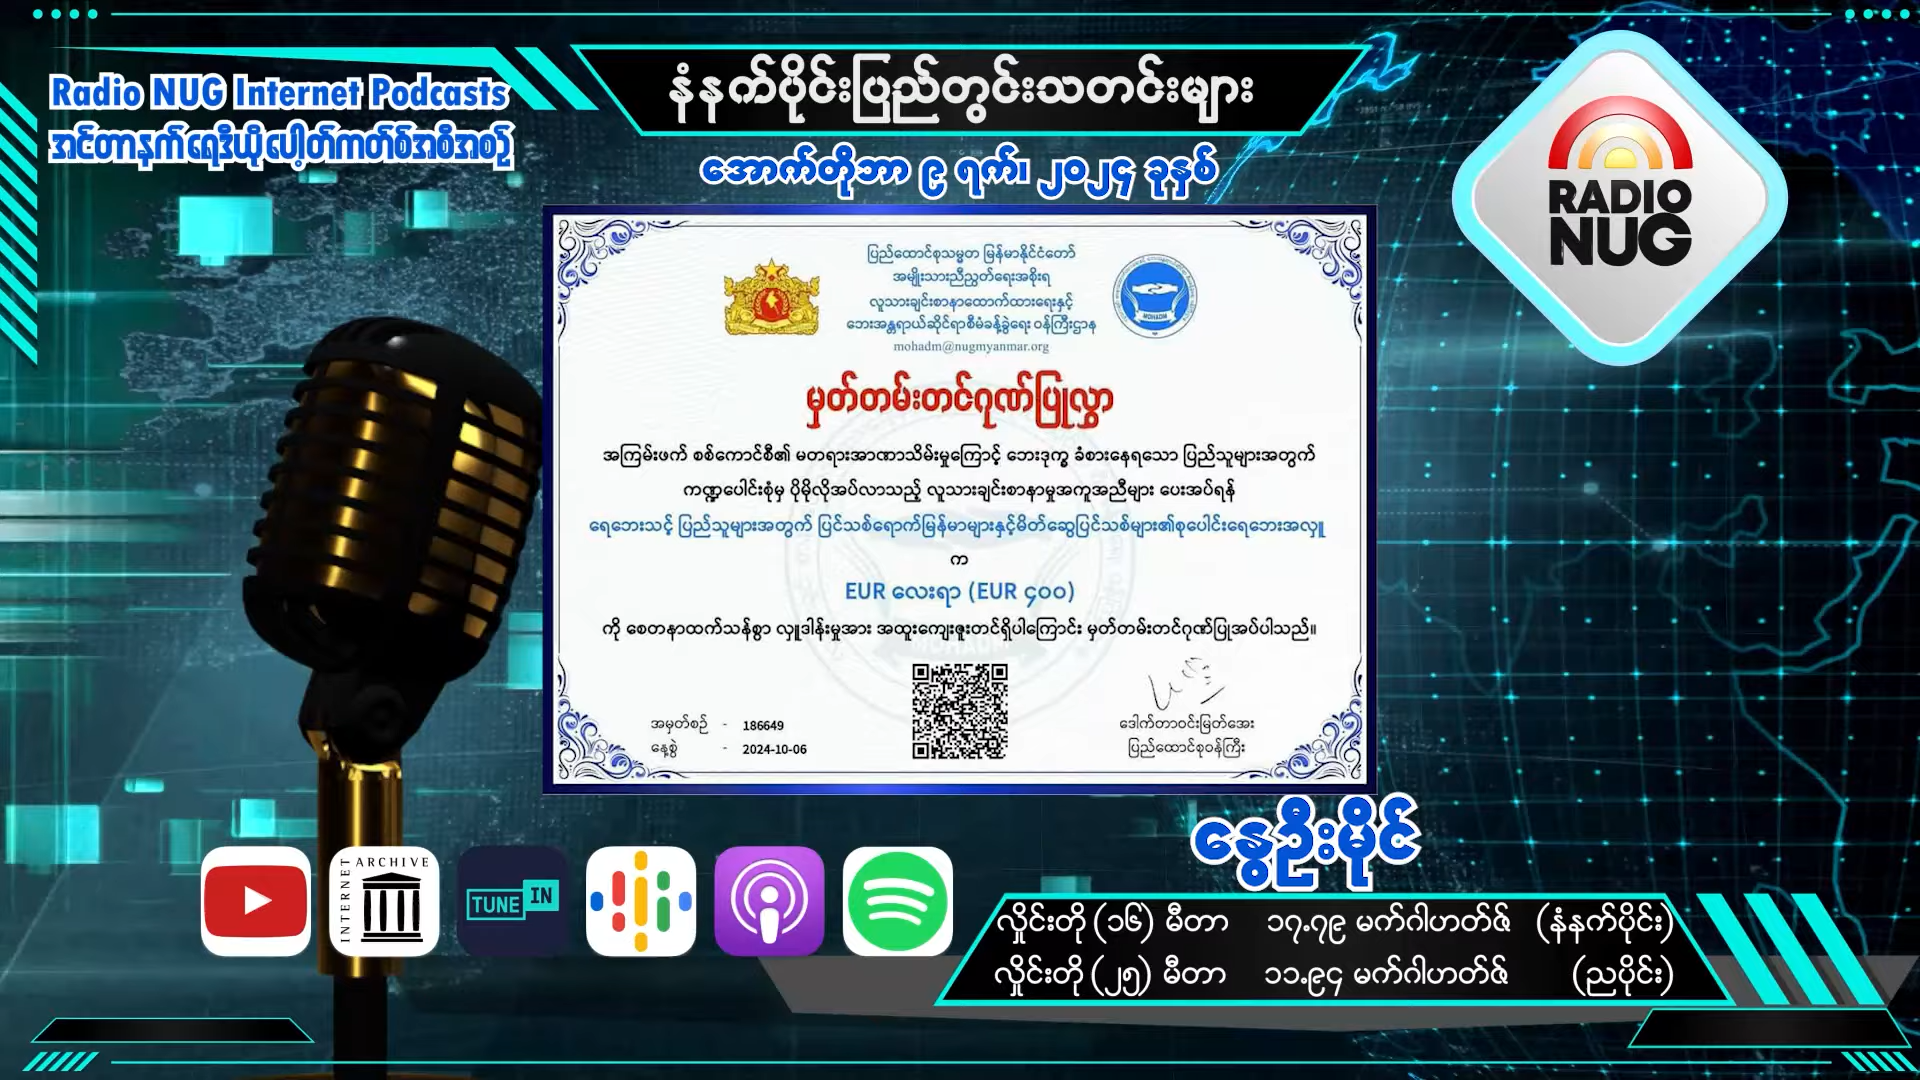 Radio NUG Internet Podcasts
အင်တာနက်ရေဒီယိုပေါ့တ်ကတ်စ်အစီအစဉ်
နံနက်ပိုင်းပြည်တွင်းသတင်းများ
အောက်တိုဘာ ၉ ရက်၊ ၂၀၂၄ ခုနှစ်
RADIO
NUG
ပြည်ထောင်စုသမ္မတ မြန်မာနိုင်ငံတော်
အမျိုးသားညီညွတ်ရေးအစိုးရ
လူသားချင်းစာနာထောက်ထားရေးနှင့်
ဘေးအန္တရာယ်ဆိုင်ရာစီမံခန့်ခွဲရေး ဝန်ကြီးဌာန
mohadm@nugmyanmar.org
MOHADM
မှတ်တမ်းတင်ဂုဏ်ပြုလွှာ
အကြမ်းဖက် စစ်ကောင်စီ၏ မတရားအာဏာသိမ်းမှုကြောင့် ဘေးဒုက္ခ ခံစားနေရသော ပြည်သူများအတွက်
ကဏ္ဍပေါင်းစုံမှ ပိုမိုလိုအပ်လာသည့် လူသားချင်းစာနာမှုအကူအညီများ ပေးအပ်ရန်
ရေဘေးသင့် ပြည်သူများအတွက် ပြင်သစ်ရောက်မြန်မာများနှင့်မိတ်ဆွေပြင်သစ်များ၏စုပေါင်းရေဘေးအလှူ
က
EUR လေးရာ (EUR ၄၀၀)
ကို စေတနာထက်သန်စွာ လှူဒါန်းမှုအား အထူးကျေးဇူးတင်ရှိပါကြောင်း မှတ်တမ်းတင်ဂုဏ်ပြုအပ်ပါသည်။
အမှတ်စဉ် - 186649
နေ့စွဲ - 2024-10-06
ဒေါက်တာဝင်းမြတ်အေး
ပြည်ထောင်စုဝန်ကြီး
နွေဦးမိုင်
INTERNET ARCHIVE
TUNE IN
လှိုင်းတို (၁၆) မီတာ ၁၇.၇၉ မက်ဂါဟတ်ဇ် (နံနက်ပိုင်း)
လှိုင်းတို (၂၅) မီတာ ၁၁.၉၄ မက်ဂါဟတ်ဇ် (ညပိုင်း)